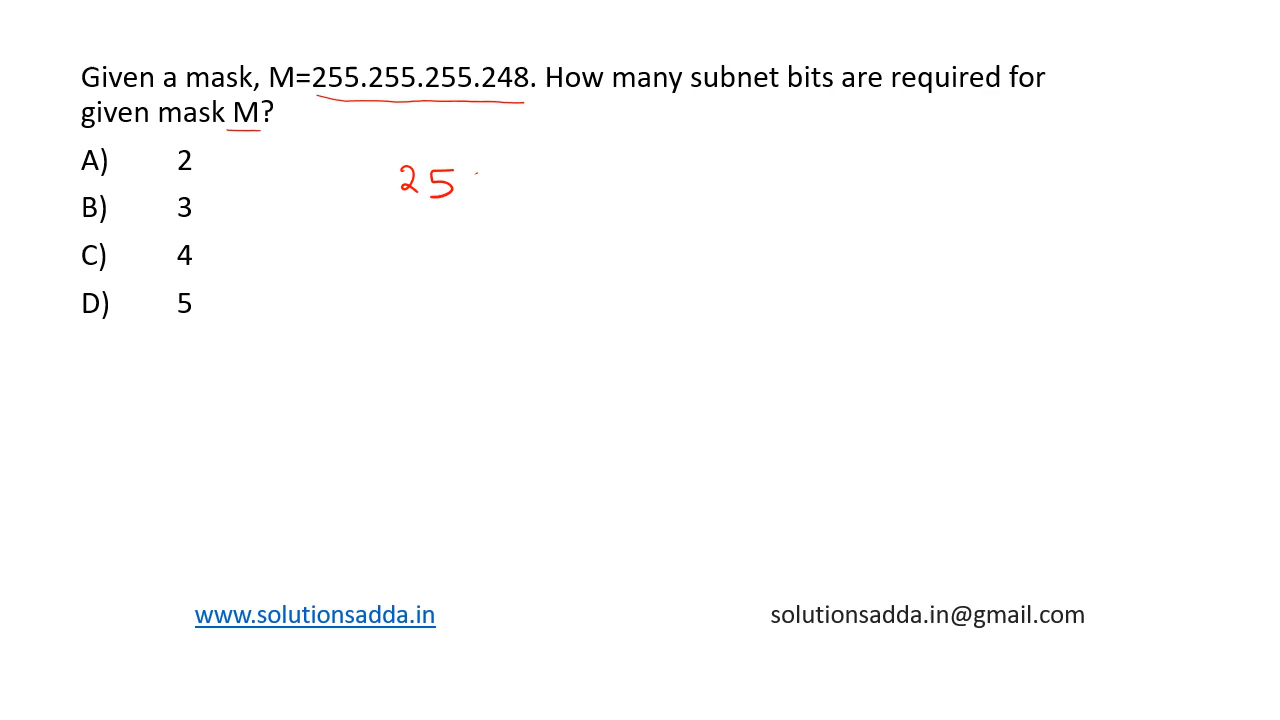 Given a mask, M=255.255.255.248. How many subnet bits are required for
given mask M?
A) 2
25
B) 3
C) 4
D) 5
www.solutionsadda.in
solutionsadda.in@gmail.com